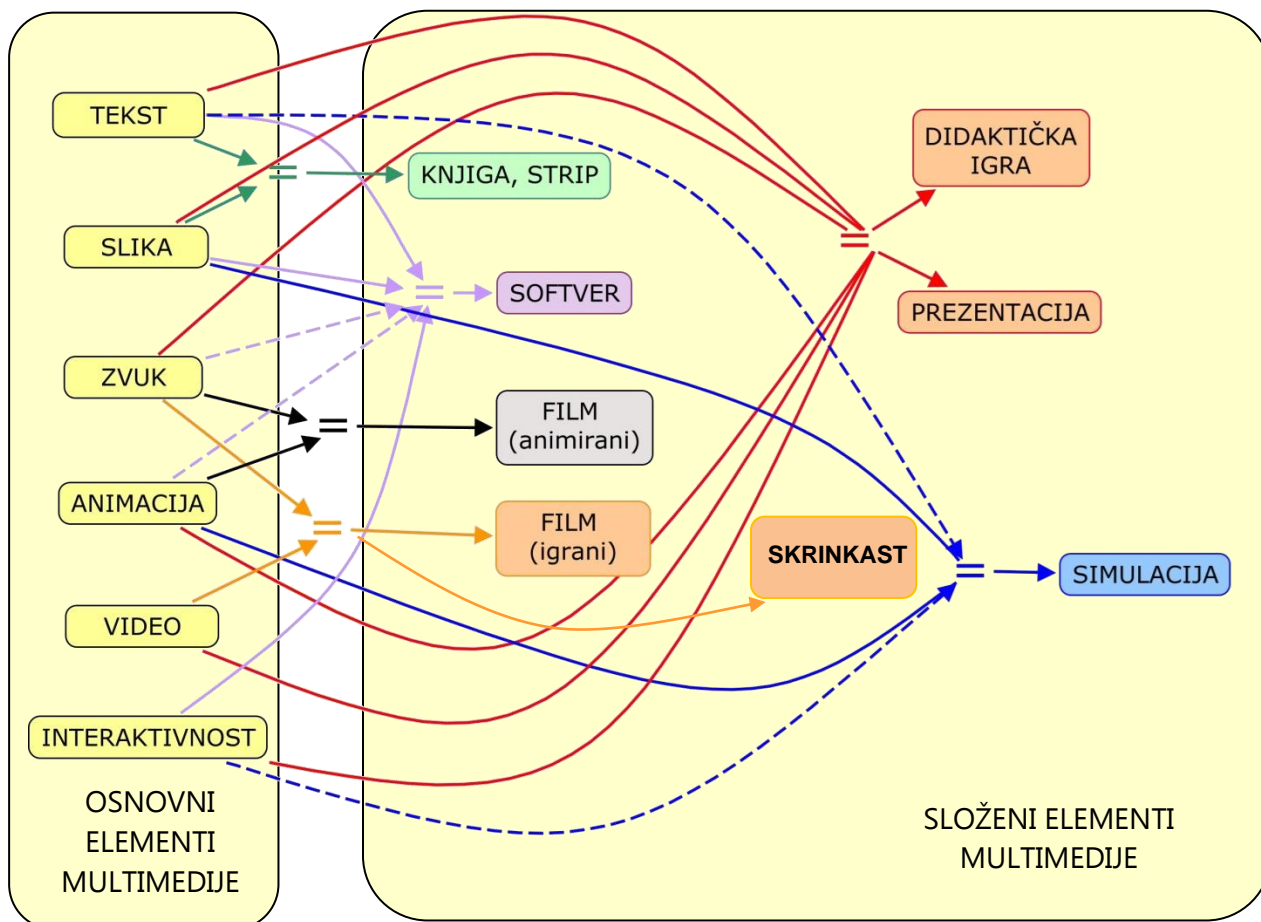 TEKST
SLIKA
ZVUK
ANIMACIJA
VIDEO
INTERAKTIVNOST
OSNOVNI
ELEMENTI
MULTIMEDIJE
KNJIGA, STRIP
SOFTVER
FILM
(animirani)
FILM
(igrani)
SKRINKAST
DIDAKTIČKA
IGRA
PREZENTACIJA
SIMULACIJA
SLOŽENI ELEMENTI
MULTIMEDIJE